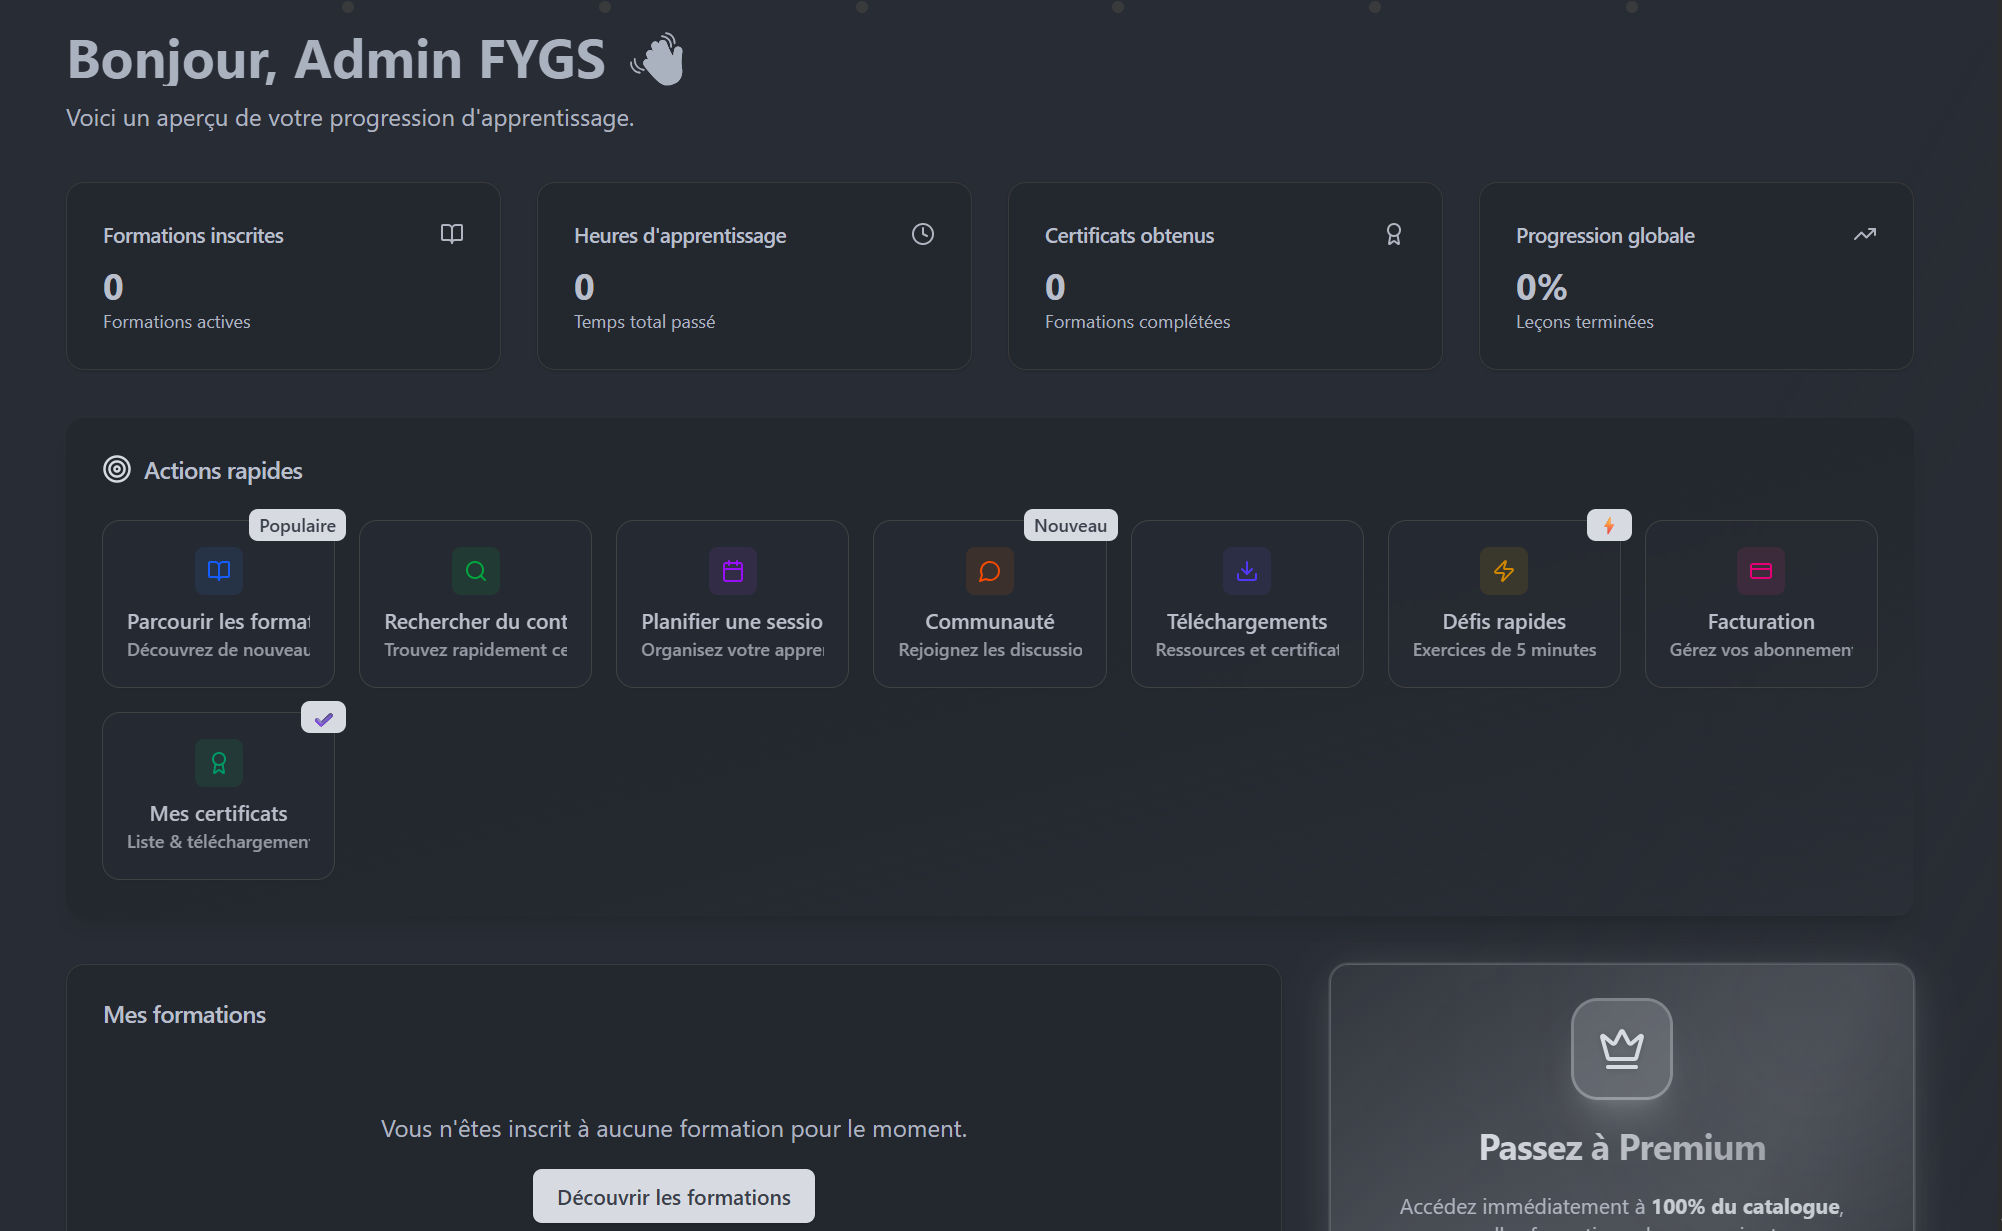 Bonjour, Admin FYGS
Voici un aperçu de votre progression d'apprentissage.
Formations inscrites
0
Formations actives
Heures d'apprentissage
0
Temps total passé
Certificats obtenus
0
Formations complétées
Progression globale
0%
Leçons terminées
Actions rapides
Populaire
Parcourir les format
Découvrez de nouveau
Rechercher du cont
Trouvez rapidement ce
Planifier une sessio
Organisez votre appre
Nouveau
Communauté
Rejoignez les discussio
Téléchargements
Ressources et certificat
Défis rapides
Exercices de 5 minutes
Facturation
Gérez vos abonnemen
Mes certificats
Liste & téléchargemen
Mes formations
Vous n'êtes inscrit à aucune formation pour le moment.
Découvrir les formations
Passez à Premium
Accédez immédiatement à 100% du catalogue,